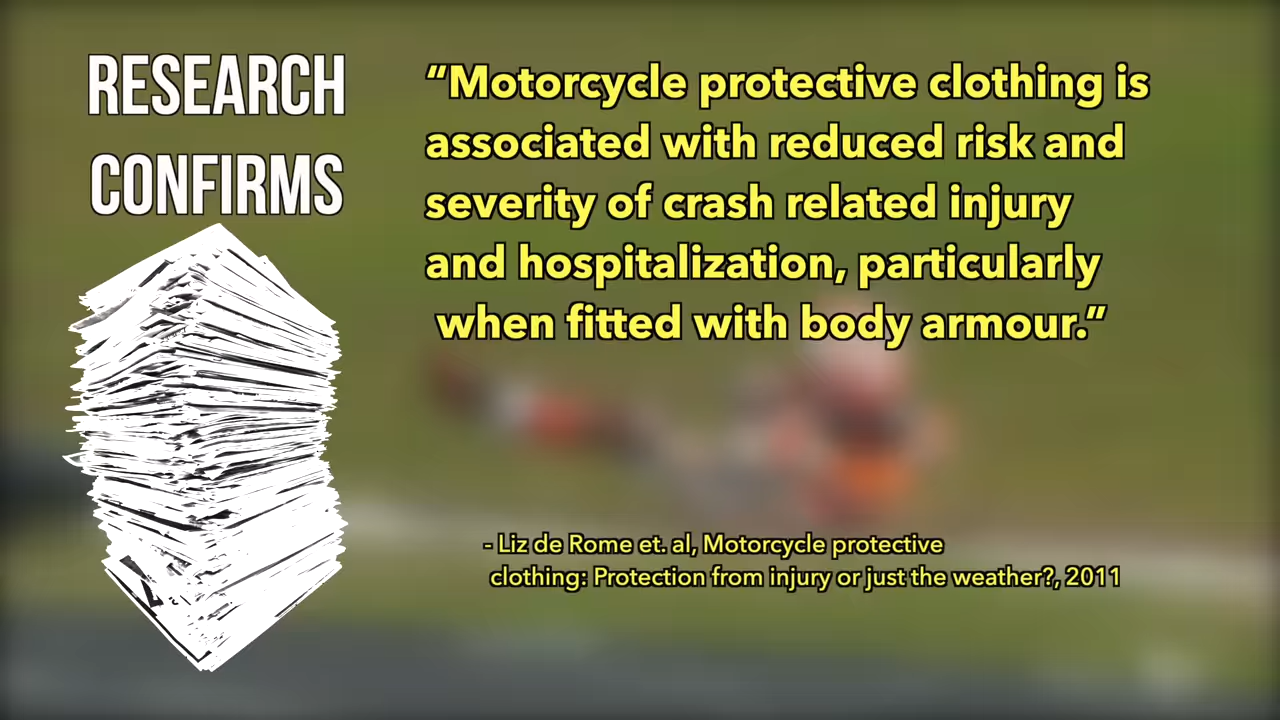 RESEARCH
CONFIRMS
“Motorcycle protective clothing is
associated with reduced risk and
severity of crash related injury
and hospitalization, particularly
when fitted with body armour.”
- Liz de Rome et. al, Motorcycle protective
clothing: Protection from injury or just the weather?, 2011